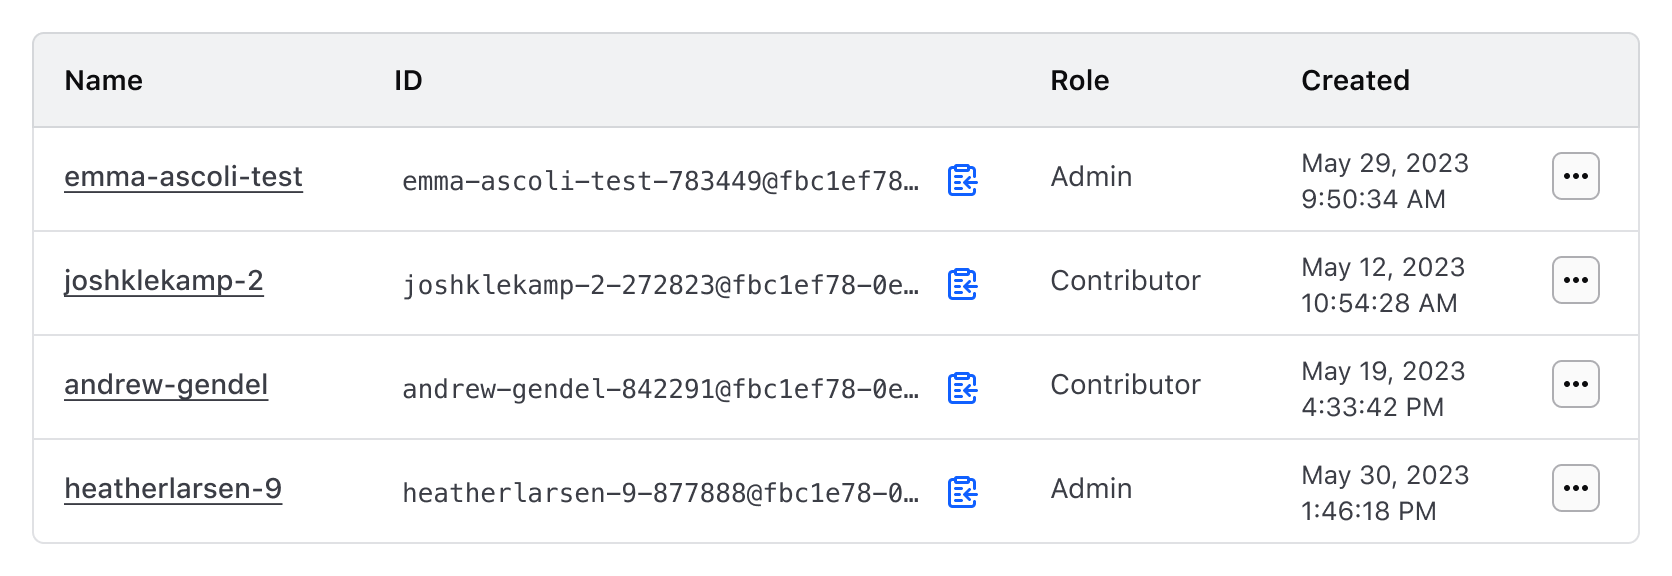 Name ID Role Created
emma-ascoli-test emma-ascoli-test-783449@fbc1ef78… Admin May 29, 2023
9:50:34 AM
joshklekamp-2 joshklekamp-2-272823@fbc1ef78-0e… Contributor May 12, 2023
10:54:28 AM
andrew-gendel andrew-gendel-842291@fbc1ef78-0e… Contributor May 19, 2023
4:33:42 PM
heatherlarsen-9 heatherlarsen-9-877888@fbc1e78-0… Admin May 30, 2023
1:46:18 PM